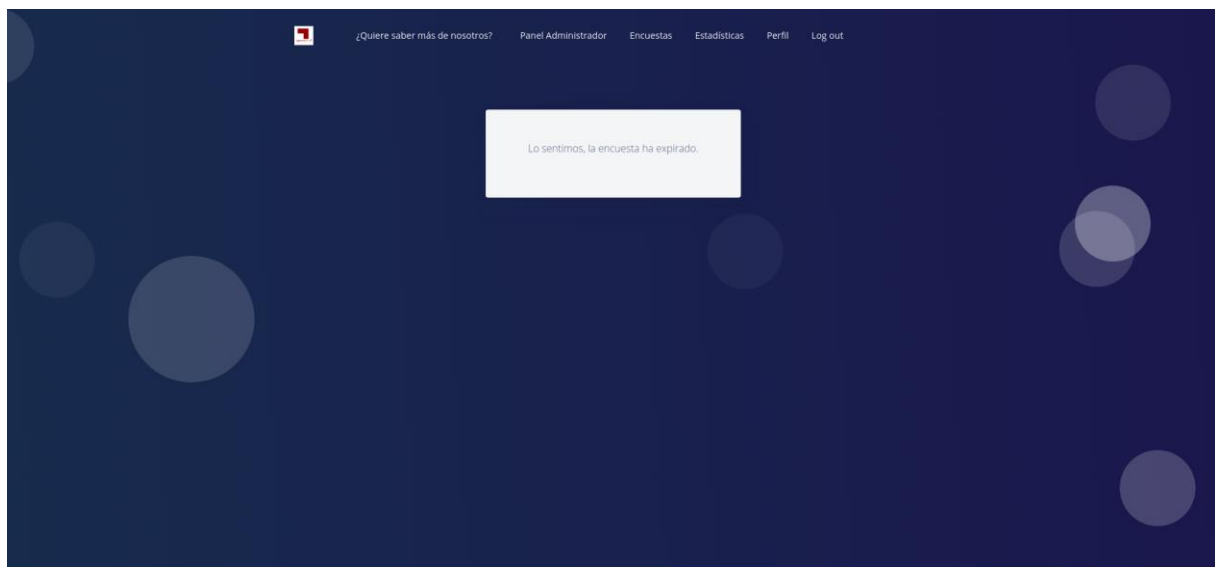 ¿Quiere saber más de nosotros? Panel Administrador Encuestas Estadísticas Perfil Log out
Lo sentimos, la encuesta ha expirado.